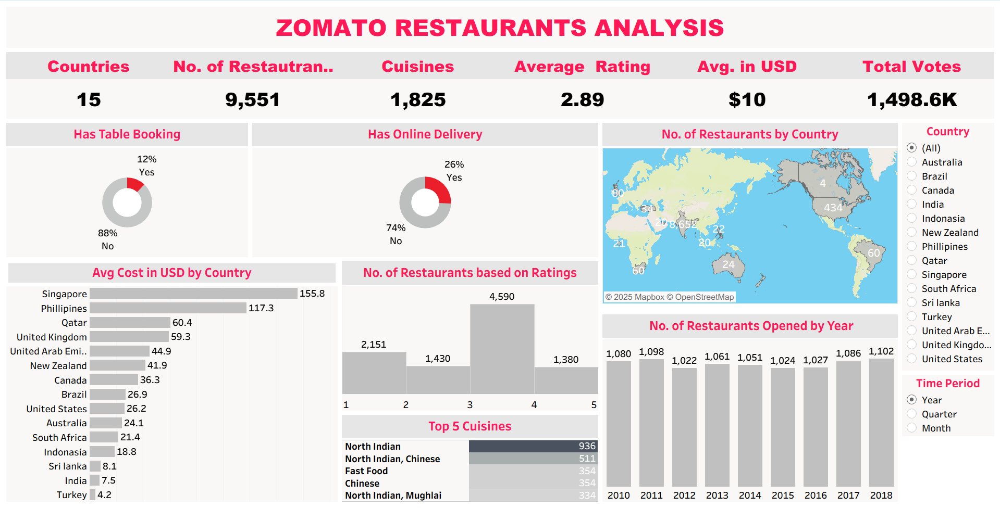 ZOMATO RESTAURANTS ANALYSIS
Countries
No. of Restautran..
Cuisines
Average Rating
Avg. in USD
Total Votes
15
9,551
1,825
2.89
$10
1,498.6K
Has Table Booking
12%
Yes
88%
No
Has Online Delivery
26%
Yes
74%
No
No. of Restaurants by Country
80
34
20
8,652
22
20
21
60
24
4
434
60
© 2025 Mapbox © OpenStreetMap
Country
(All)
Australia
Brazil
Canada
India
Indonasia
New Zealand
Phillipines
Qatar
Singapore
South Africa
Sri lanka
Turkey
United Arab E...
United Kingdo...
United States
Time Period
Year
Quarter
Month
Avg Cost in USD by Country
Singapore 155.8
Phillipines 117.3
Qatar 60.4
United Kingdom 59.3
United Arab Emi.. 44.9
New Zealand 41.9
Canada 36.3
Brazil 26.9
United States 26.2
Australia 24.1
South Africa 21.4
Indonasia 18.8
Sri lanka 8.1
India 7.5
Turkey 4.2
No. of Restaurants based on Ratings
2,151
1,430
4,590
1,380
1 2 3 4 5
Top 5 Cuisines
North Indian 936
North Indian, Chinese 511
Fast Food 354
Chinese 354
North Indian, Mughlai 334
No. of Restaurants Opened by Year
1,080 1,098 1,022 1,061 1,051 1,024 1,027 1,086 1,102
2010 2011 2012 2013 2014 2015 2016 2017 2018